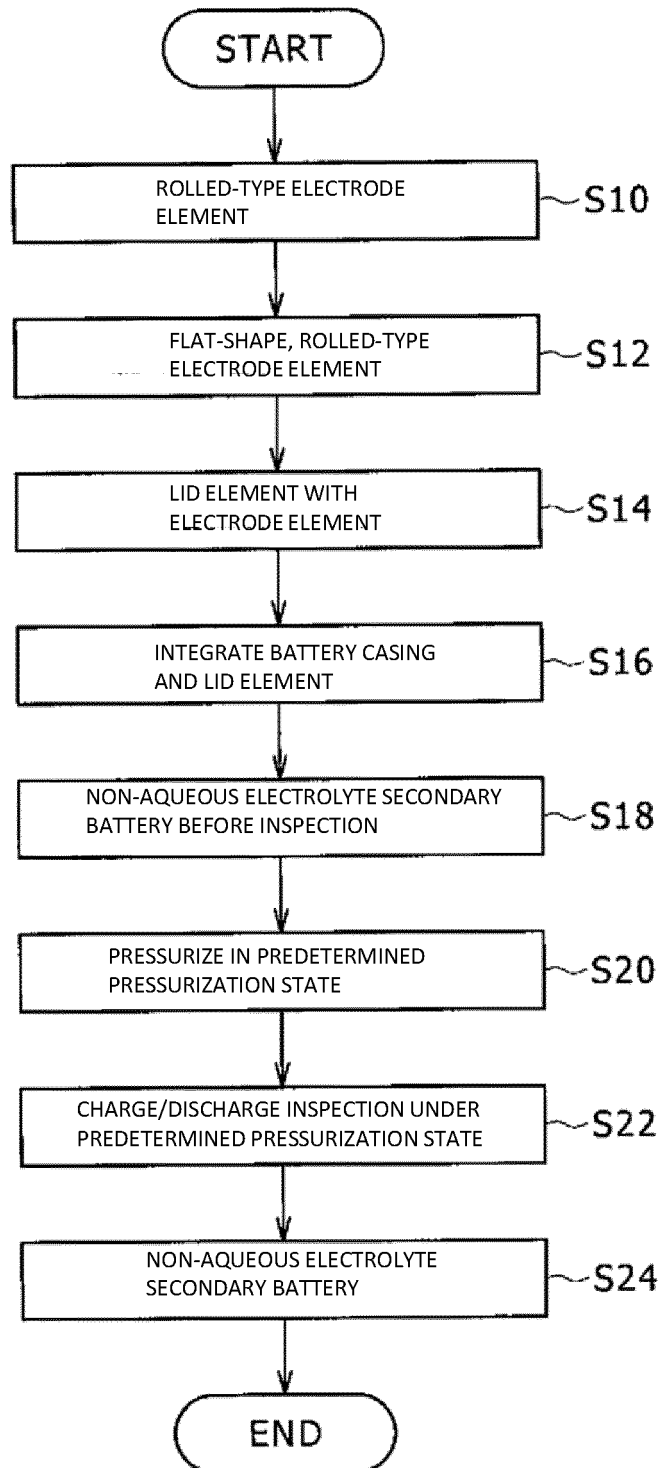 START
ROLLED-TYPE ELECTRODE
ELEMENT
S10
FLAT-SHAPE, ROLLED-TYPE
ELECTRODE ELEMENT
S12
LID ELEMENT WITH
ELECTRODE ELEMENT
S14
INTEGRATE BATTERY CASING
AND LID ELEMENT
S16
NON-AQUEOUS ELECTROLYTE SECONDARY
BATTERY BEFORE INSPECTION
S18
PRESSURIZE IN PREDETERMINED
PRESSURIZATION STATE
S20
CHARGE/DISCHARGE INSPECTION UNDER
PREDETERMINED PRESSURIZATION STATE
S22
NON-AQUEOUS ELECTROLYTE
SECONDARY BATTERY
S24
END